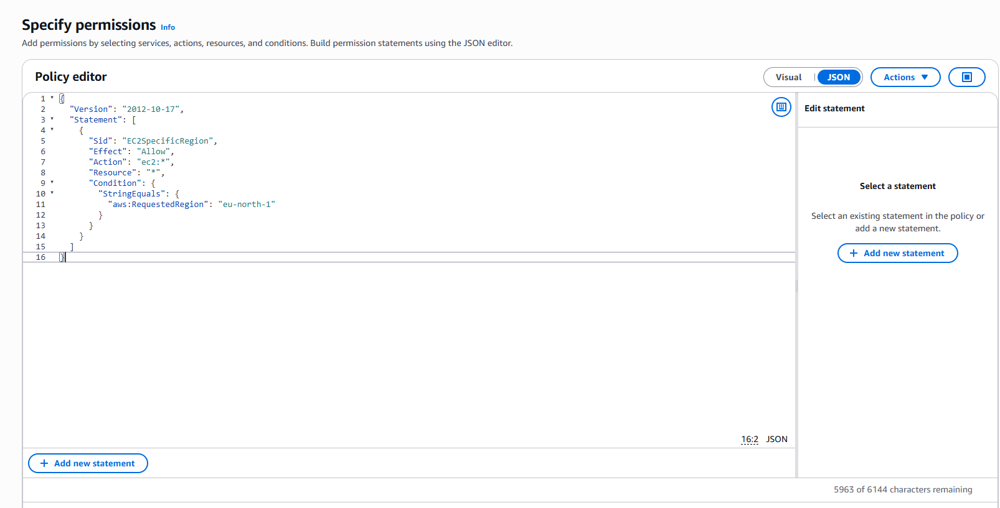 Specify permissions Info
Add permissions by selecting services, actions, resources, and conditions. Build permission statements using the JSON editor.
Policy editor
Visual | JSON
Actions
1 {
2 "Version": "2012-10-17",
3 "Statement": [
4 {
5 "Sid": "EC2SpecificRegion",
6 "Effect": "Allow",
7 "Action": "ec2:*",
8 "Resource": "*",
9 "Condition": {
10 "StringEquals": {
11 "aws:RequestedRegion": "eu-north-1"
12 }
13 }
14 }
15 ]
16 }
16:2 JSON
+ Add new statement
Edit statement
Select a statement
Select an existing statement in the policy or
add a new statement.
+ Add new statement
5963 of 6144 characters remaining